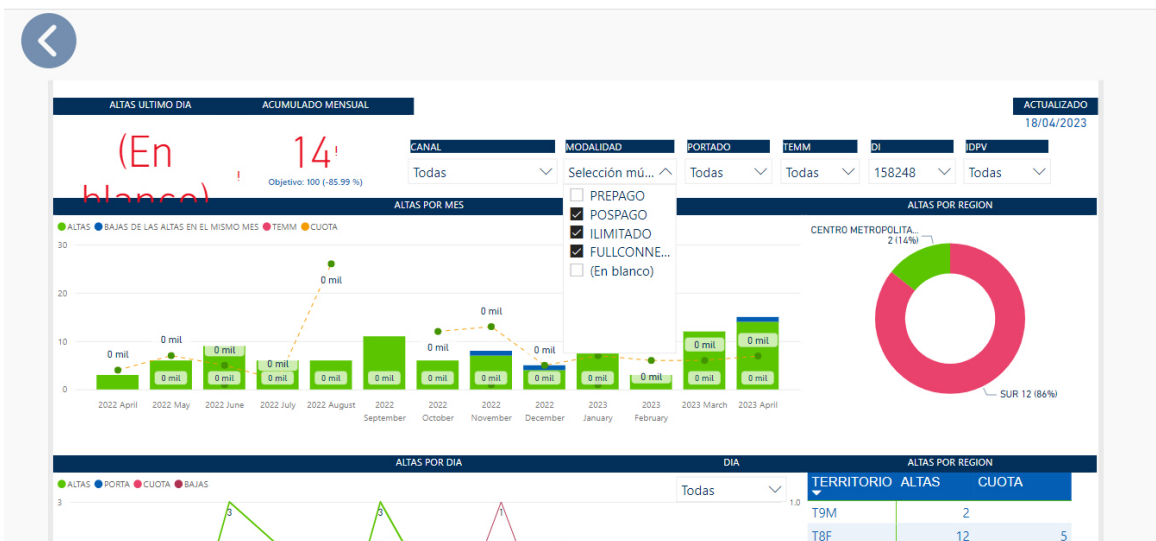 ALTAS ULTIMO DIA ACUMULADO MENSUAL ACTUALIZADO
18/04/2023
(En blanco) ! 14 !
Objetivo: 100 (-85.99 %)
CANAL MODALIDAD PORTADO TEMM DI IDPV
Todas Selección mú... Todas Todas 158248 Todas
PREPAGO
POSPAGO
ILIMITADO
FULLCONNE...
(En blanco)
ALTAS POR MES
ALTAS BAJAS DE LAS ALTAS EN EL MISMO MES TEMM CUOTA
30
20
10
0
0 mil 0 mil 0 mil 0 mil 0 mil 0 mil 0 mil 0 mil 0 mil 0 mil
0 mil 0 mil 0 mil 0 mil 0 mil 0 mil 0 mil 0 mil 0 mil 0 mil 0 mil 0 mil
2022 April 2022 May 2022 June 2022 July 2022 August 2022 September 2022 October 2022 November 2022 December 2023 January 2023 February 2023 March 2023 April
ALTAS POR REGION
CENTRO METROPOLITA...
2 (14%)
SUR 12 (86%)
ALTAS POR DIA DIA
ALTAS PORTA CUOTA BAJAS
Todas
3 1.0
3 3 1
ALTAS POR REGION
TERRITORIO ALTAS CUOTA
T9M 2
T8F 12 5